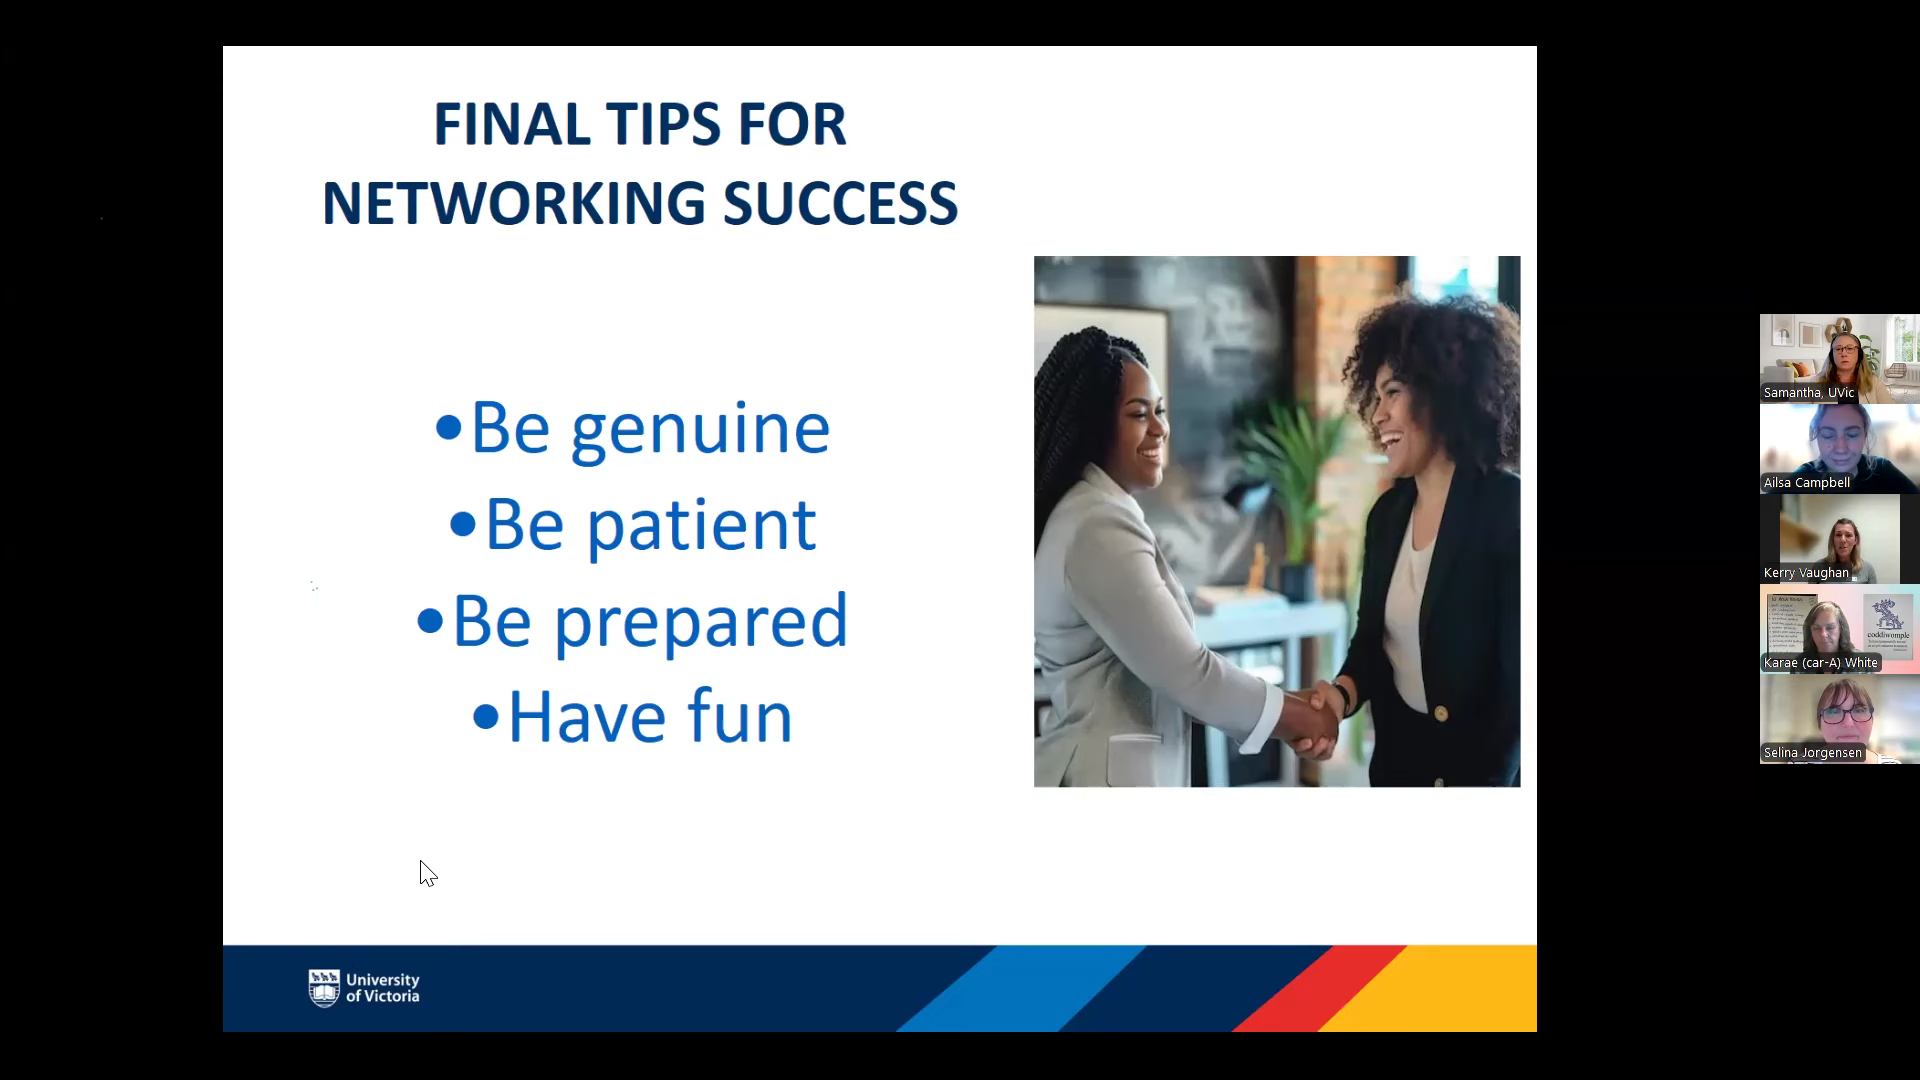 FINAL TIPS FOR
NETWORKING SUCCESS
•Be genuine
•Be patient
•Be prepared
•Have fun
University
of Victoria
Samantha, UVic
Ailsa Campbell
Kerry Vaughan
coddiwomple
Karae (car-A) White
Selina Jorgensen